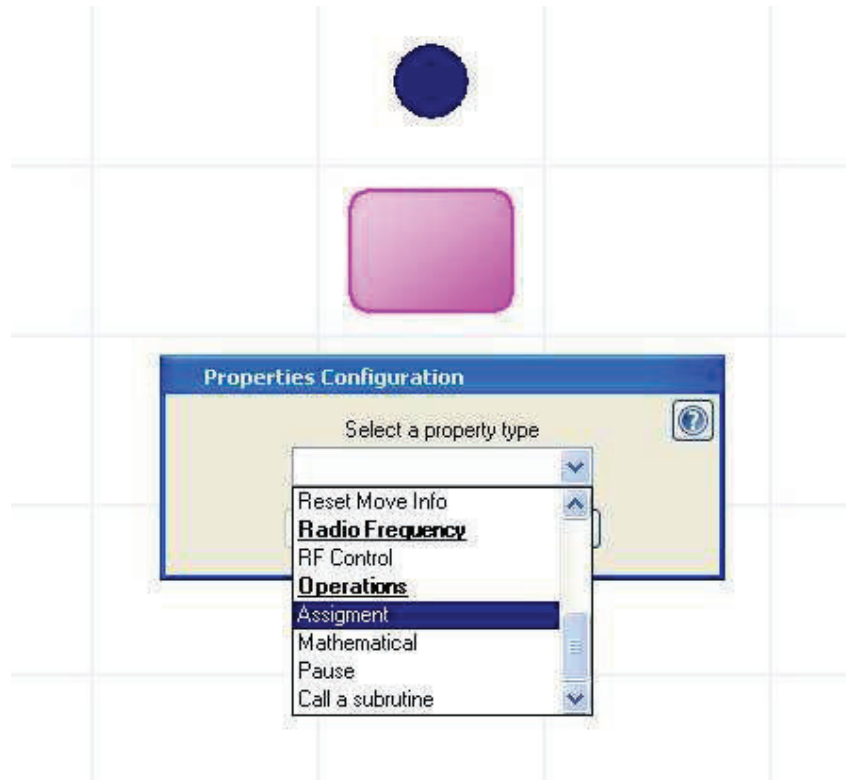 Properties Configuration
Select a property type
Reset Move Info
Radio Frequency
RF Control
Operations
Assigment
Mathematical
Pause
Call a subrutine